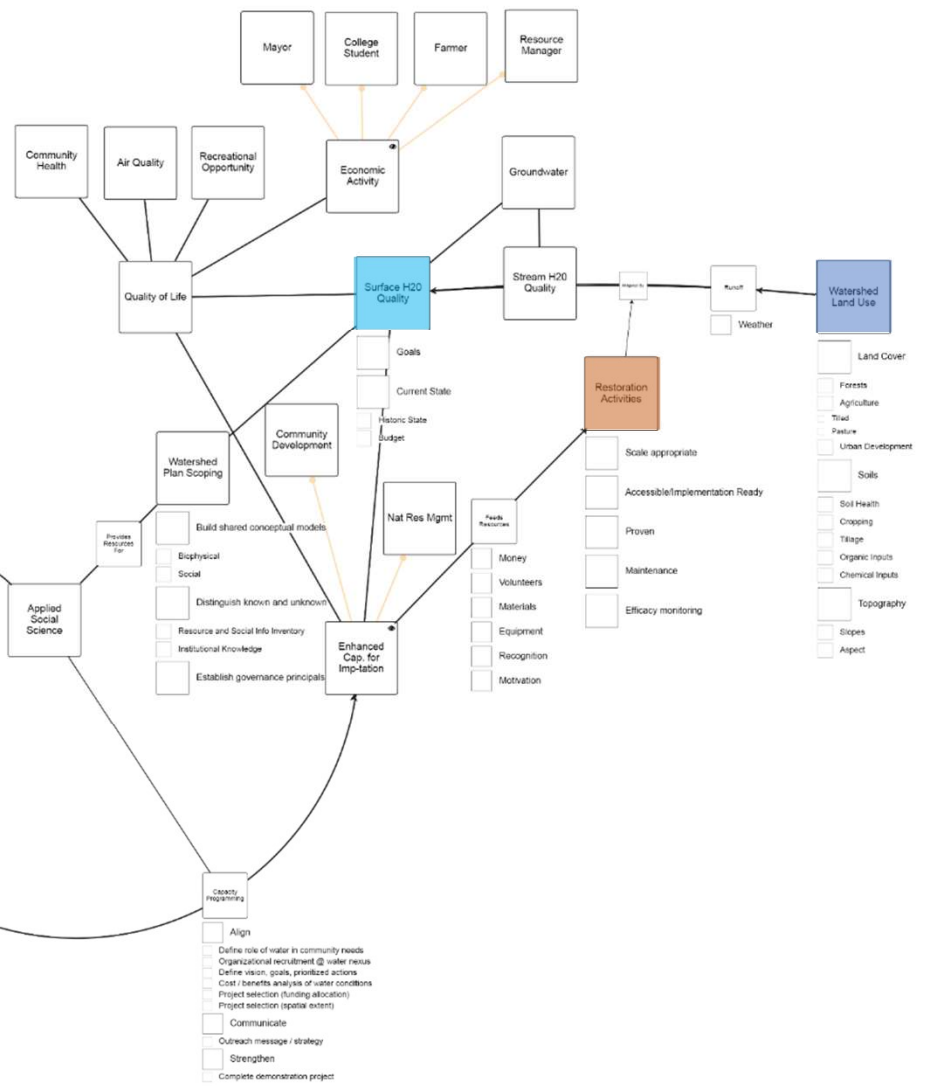 Mayor
College
Student
Farmer
Resource
Manager
Community
Health
Air Quality
Recreational
Opportunity
Economic
Activity
Groundwater
Quality of Life
Surface H20
Quality
Stream H20
Quality
Runoff
Watershed
Land Use
Weather
Goals
Current State
Historic State
Budget
Land Cover
Forests
Agriculture
Tilled
Pasture
Urban Development
Soils
Soil Health
Cropping
Tillage
Organic Inputs
Chemical Inputs
Topography
Slopes
Aspect
Restoration
Activities
Scale appropriate
Accessible/Implementation Ready
Proven
Maintenance
Efficacy monitoring
Community
Development
Watershed
Plan Scoping
Nat Res Mgmt
Feeds
Resources
Money
Volunteers
Materials
Equipment
Recognition
Motivation
Provides
Resources
For
Build shared conceptual models
Biophysical
Social
Distinguish known and unknown
Resource and Social Info Inventory
Institutional Knowledge
Establish governance principals
Applied
Social
Science
Enhanced
Cap. for
Imp-tation
Capacity
Programming
Align
Define role of water in community needs
Organizational recruitment @ water nexus
Define vision, goals, prioritized actions
Cost / benefits analysis of water conditions
Project selection (funding allocation)
Project selection (spatial extent)
Communicate
Outreach message / strategy
Strengthen
Complete demonstration project